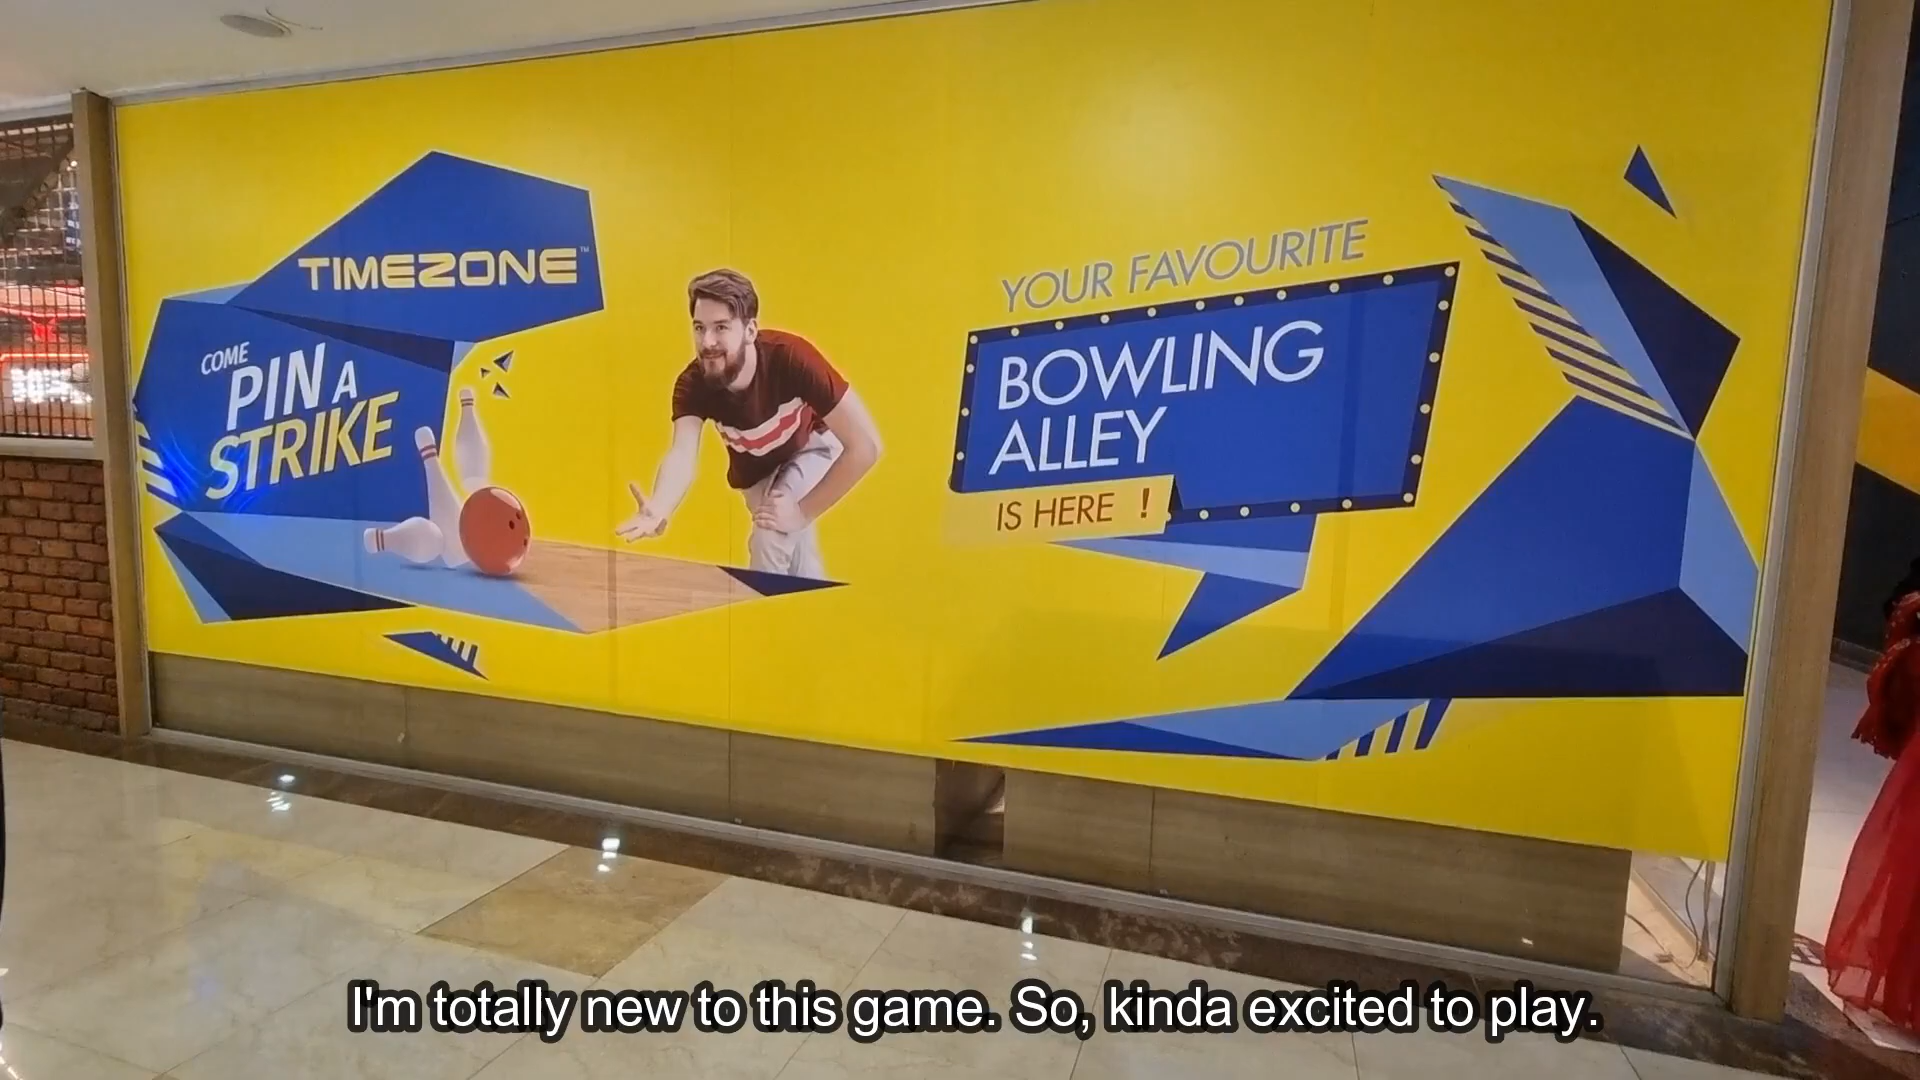 TIMEZONE™
COME
PIN A
STRIKE
YOUR FAVOURITE
BOWLING
ALLEY
IS HERE !
I'm totally new to this game. So, kinda excited to play.